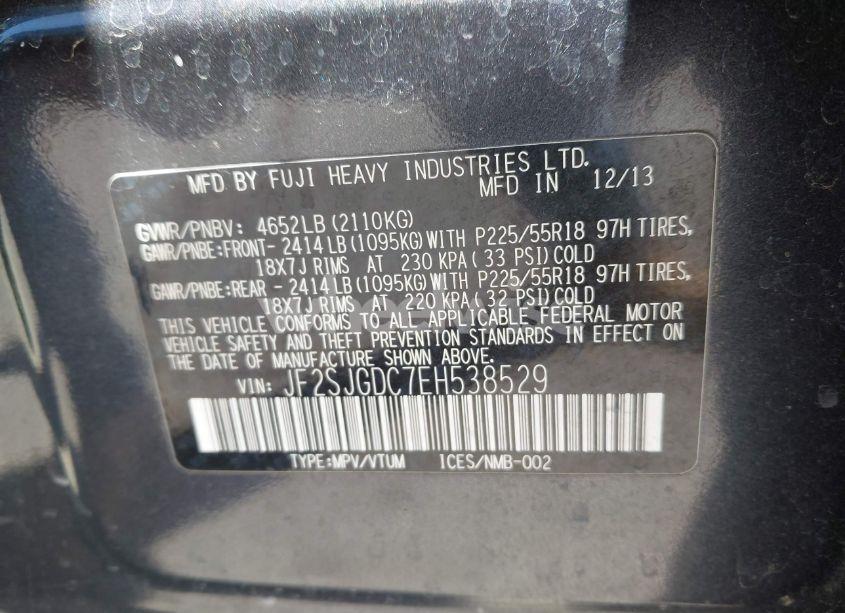 MFD BY FUJI HEAVY INDUSTRIES LTD.
MFD IN 12/13
GVWR/PNBV: 4652LB (2110KG)
GAWR/PNBE:FRONT- 2414LB(1095KG)WITH P225/55R18 97H TIRES,
18X7J RIMS AT 230 KPA( 33 PSI)COLD
GAWR/PNBE:REAR - 2414LB(1095KG)WITH P225/55R18 97H TIRES,
18X7J RIMS AT 220 KPA( 32 PSI)COLD
THIS VEHICLE CONFORMS TO ALL APPLICABLE FEDERAL MOTOR
VEHICLE SAFETY AND THEFT PREVENTION STANDARDS IN EFFECT ON
THE DATE OF MANUFACTURE SHOWN ABOVE.
VIN: JF2SJGDC7EH538529
TYPE:MPV/VTUM ICES/NMB-002